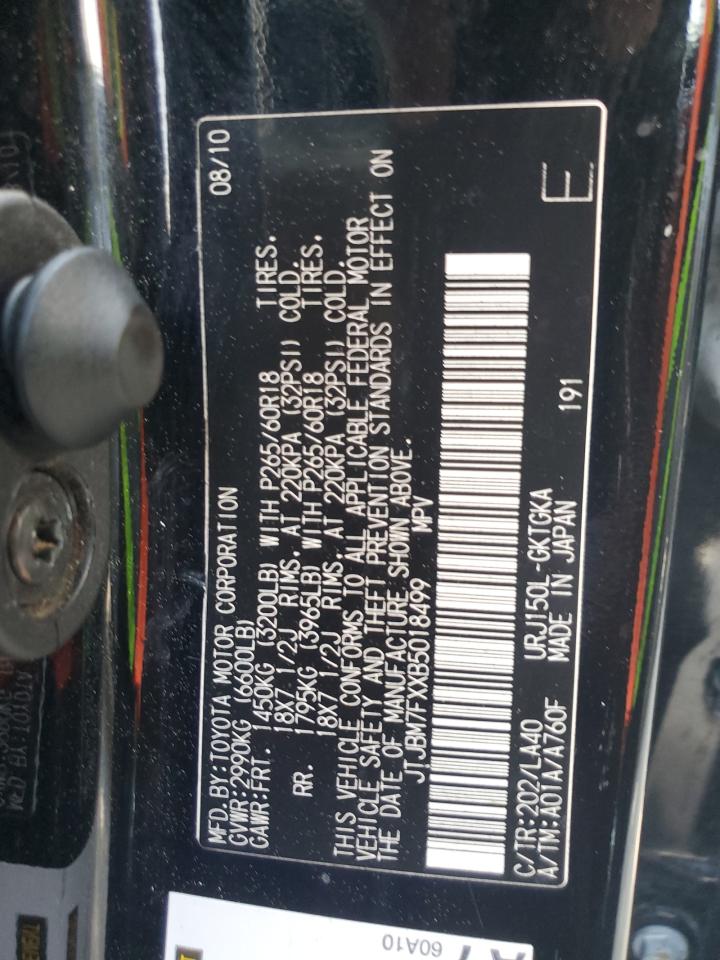 MFD.BY:TOYOTA MOTOR CORPORATION 08/10
GVWR:2990KG (6600LB)
GAWR:FRT. 1450KG (3200LB) WITH P265/60R18 TIRES.
18X7 1/2J RIMS. AT 220KPA (32PSI) COLD.
RR. 1795KG (3965LB) WITH P265/60R18 TIRES.
18X7 1/2J RIMS. AT 220KPA (32PSI) COLD.
THIS VEHICLE CONFORMS TO ALL APPLICABLE FEDERAL MOTOR
VEHICLE SAFETY AND THEFT PREVENTION STANDARDS IN EFFECT ON
THE DATE OF MANUFACTURE SHOWN ABOVE.
JTJBM7FXXB5018499 MPV
C/TR:202/LA40 URJ150L-GKTGKA
A/TM:A01A/A760F MADE IN JAPAN 191
E
60A10